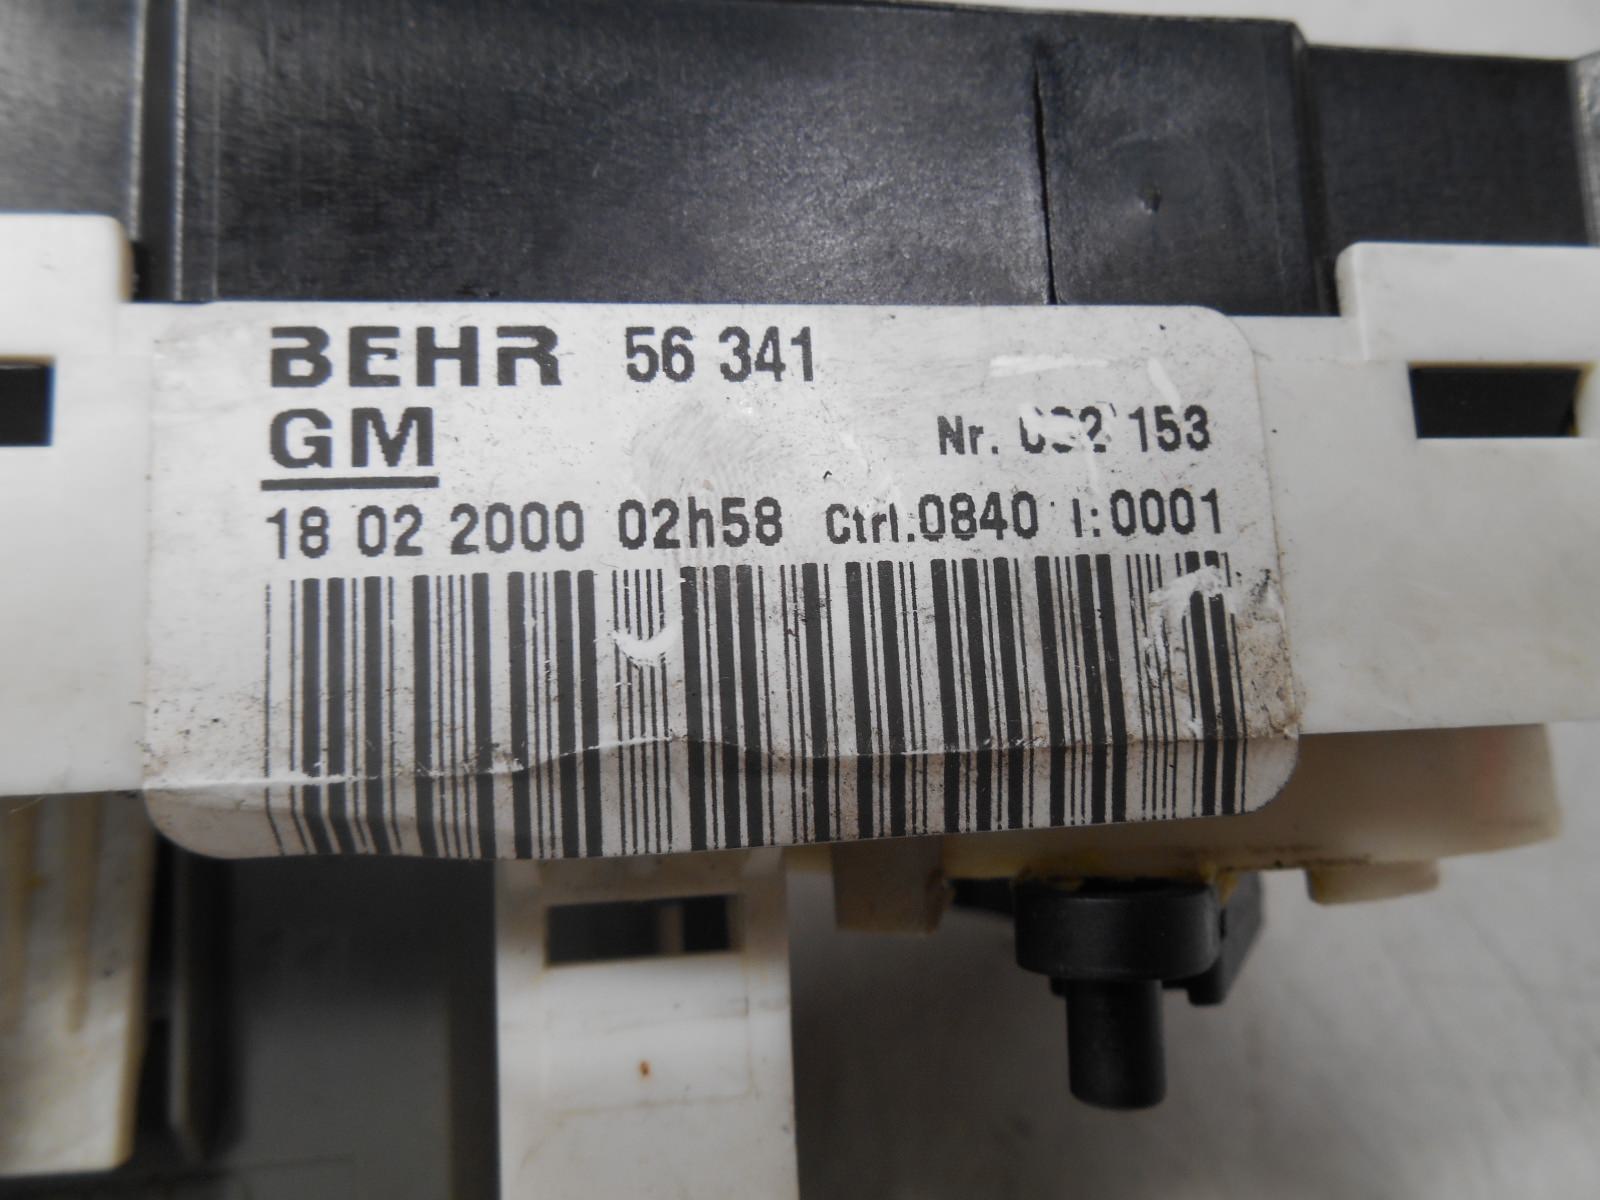 BEHR 56 341
GM
Nr. 153
18 02 2000 02h58 Ctrl.0840 I:0001